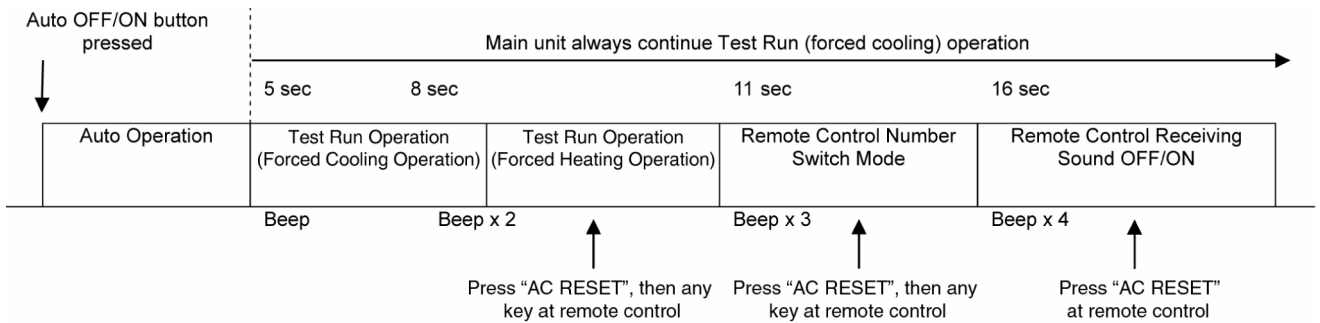 Auto OFF/ON button
pressed
Main unit always continue Test Run (forced cooling) operation
5 sec
8 sec
11 sec
16 sec
Auto Operation
Test Run Operation
(Forced Cooling Operation)
Test Run Operation
(Forced Heating Operation)
Remote Control Number
Switch Mode
Remote Control Receiving
Sound OFF/ON
Beep
Beep x 2
Beep x 3
Beep x 4
Press “AC RESET”, then any
key at remote control
Press “AC RESET”, then any
key at remote control
Press “AC RESET”
at remote control